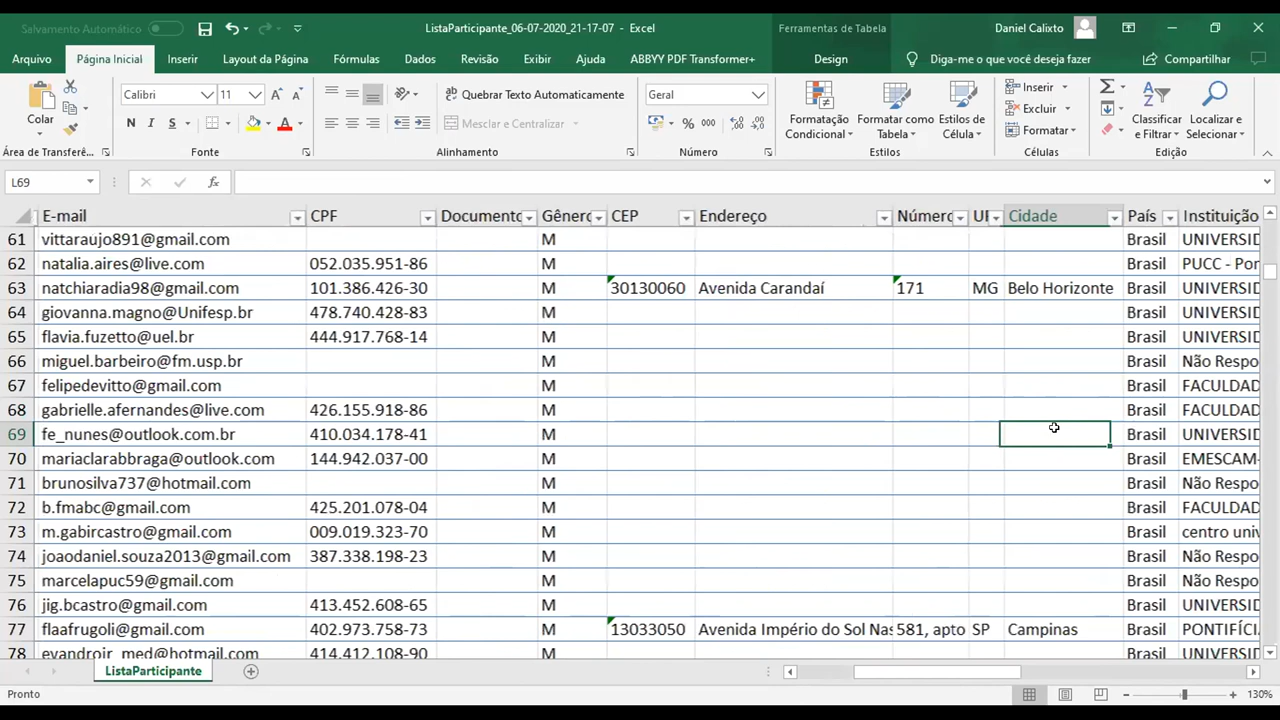 Salvamento Automático
ListaParticipante_06-07-2020_21-17-07 - Excel
Ferramentas de Tabela
Daniel Calixto
Arquivo Página Inicial Inserir Layout da Página Fórmulas Dados Revisão Exibir Ajuda ABBYY PDF Transformer+ Design Diga-me o que você deseja fazer Compartilhar
Colar
Calibri 11
Quebrar Texto Automaticamente
Geral
Formatação Condicional
Formatar como Tabela
Estilos de Célula
Inserir
Excluir
Formatar
Classificar e Filtrar
Localizar e Selecionar
N I S
Mesclar e Centralizar
% 000
Área de Transferê... Fonte Alinhamento Número Estilos Células Edição
L69 fx
E-mail CPF Documento Gênero CEP Endereço Número UF Cidade País Instituição
61 vittaraujo891@gmail.com M Brasil UNIVERSID
62 natalia.aires@live.com 052.035.951-86 M Brasil PUCC - Por
63 natchiaradia98@gmail.com 101.386.426-30 M 30130060 Avenida Carandaí 171 MG Belo Horizonte Brasil UNIVERSID
64 giovanna.magno@Unifesp.br 478.740.428-83 M Brasil UNIVERSID
65 flavia.fuzetto@uel.br 444.917.768-14 M Brasil UNIVERSID
66 miguel.barbeiro@fm.usp.br M Brasil Não Respo
67 felipedevitto@gmail.com M Brasil FACULDAD
68 gabrielle.afernandes@live.com 426.155.918-86 M Brasil FACULDAD
69 fe_nunes@outlook.com.br 410.034.178-41 M Brasil UNIVERSID
70 mariaclarabbraga@outlook.com 144.942.037-00 M Brasil EMESCAM-
71 brunosilva737@hotmail.com M Brasil Não Respo
72 b.fmabc@gmail.com 425.201.078-04 M Brasil FACULDAD
73 m.gabircastro@gmail.com 009.019.323-70 M Brasil centro univ
74 joaodaniel.souza2013@gmail.com 387.338.198-23 M Brasil Não Respo
75 marcelapuc59@gmail.com M Brasil Não Respo
76 jig.bcastro@gmail.com 413.452.608-65 M Brasil UNIVERSID
77 flaafrugoli@gmail.com 402.973.758-73 M 13033050 Avenida Império do Sol Nas 581, apto SP Campinas Brasil PONTIFÍCI
78 evandroir_med@hotmail.com 414.412.108-90 M Brasil UNIVERSID
ListaParticipante
Pronto
130%